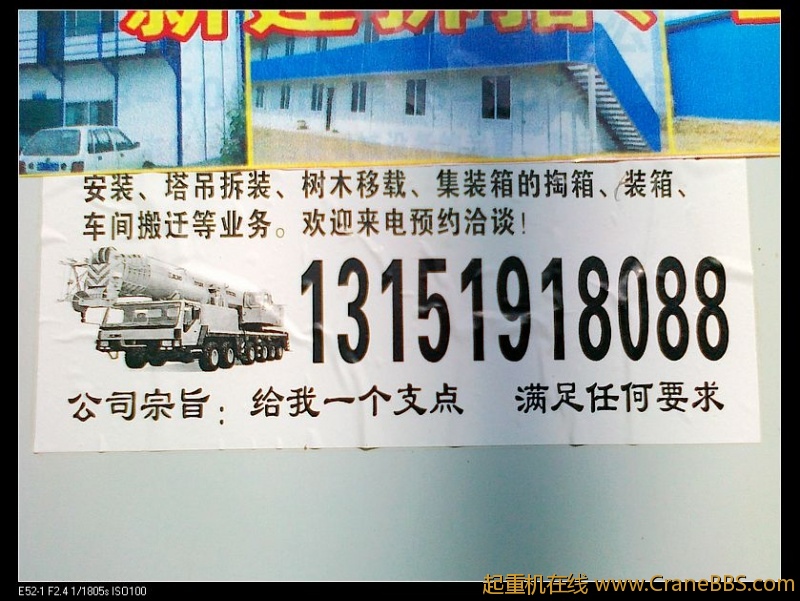 安装、塔吊拆装、树木移载、集装箱的掏箱、装箱、
车间搬迁等业务。欢迎来电预约洽谈！
13151918088
公司宗旨：给我一个支点 满足任何要求
E52-1 F2.4 1/1805s ISO100
起重机在线 www.CraneBBS.com